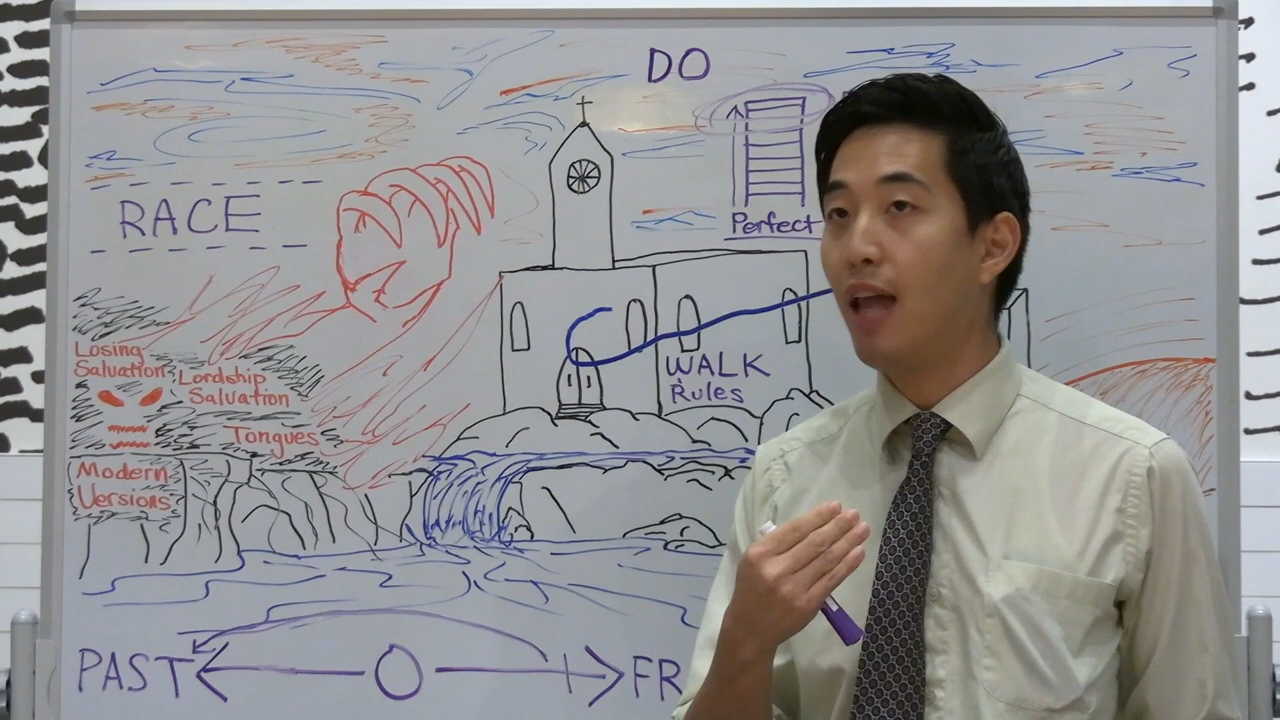 DO
RACE
Perfect
Losing
Salvation
Lordship
Salvation
WALK
Rules
Tongues
Modern
Versions
PAST
FR